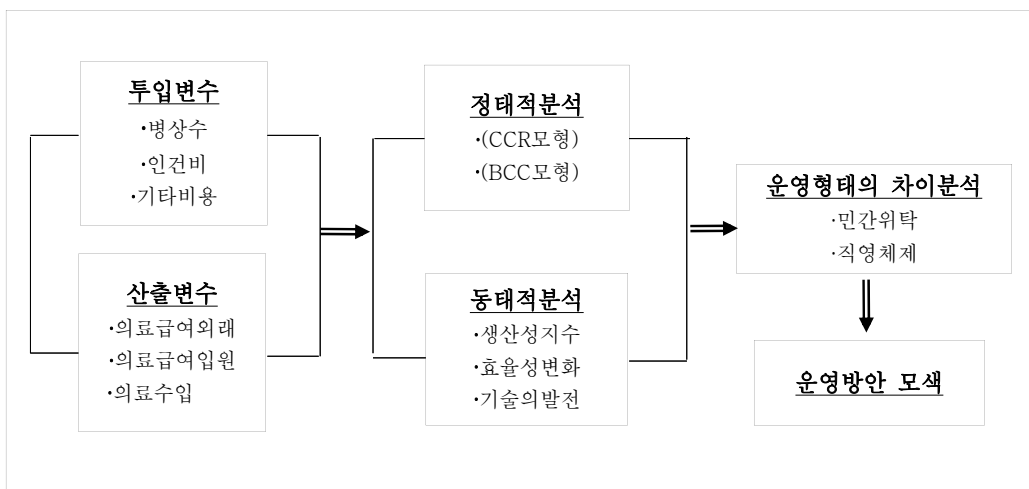 투입변수
·병상수
·인건비
·기타비용
산출변수
·의료급여외래
·의료급여입원
·의료수입
정태적분석
·(CCR모형)
·(BCC모형)
동태적분석
·생산성지수
·효율성변화
·기술의발전
운영형태의 차이분석
·민간위탁
·직영체제
운영방안 모색